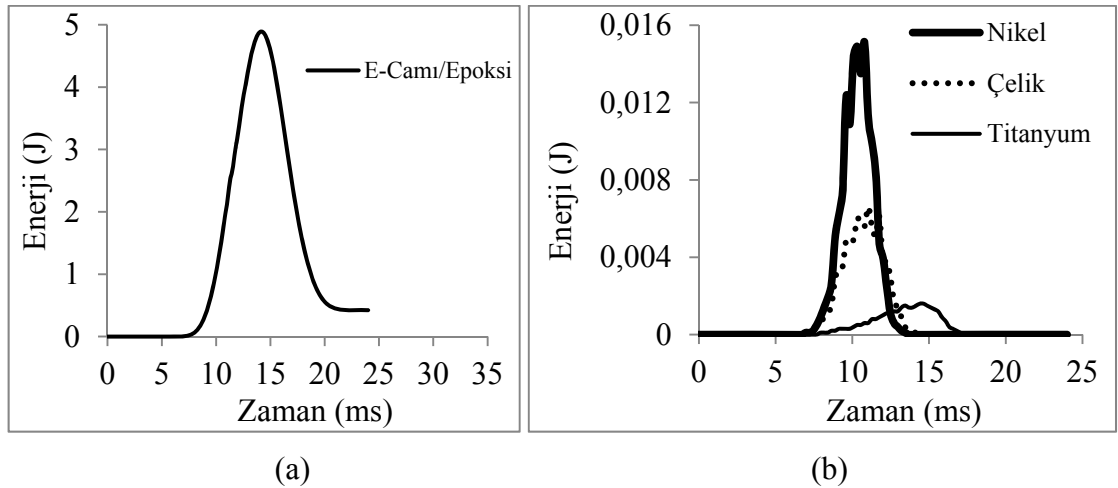 5
4
3
2
1
0
Enerji (J)
0 5 10 15 20 25 30 35
Zaman (ms)
E-Camı/Epoksi
(a)
0,016
0,012
0,008
0,004
0
Enerji (J)
0 5 10 15 20 25
Zaman (ms)
Nikel
Çelik
Titanyum
(b)